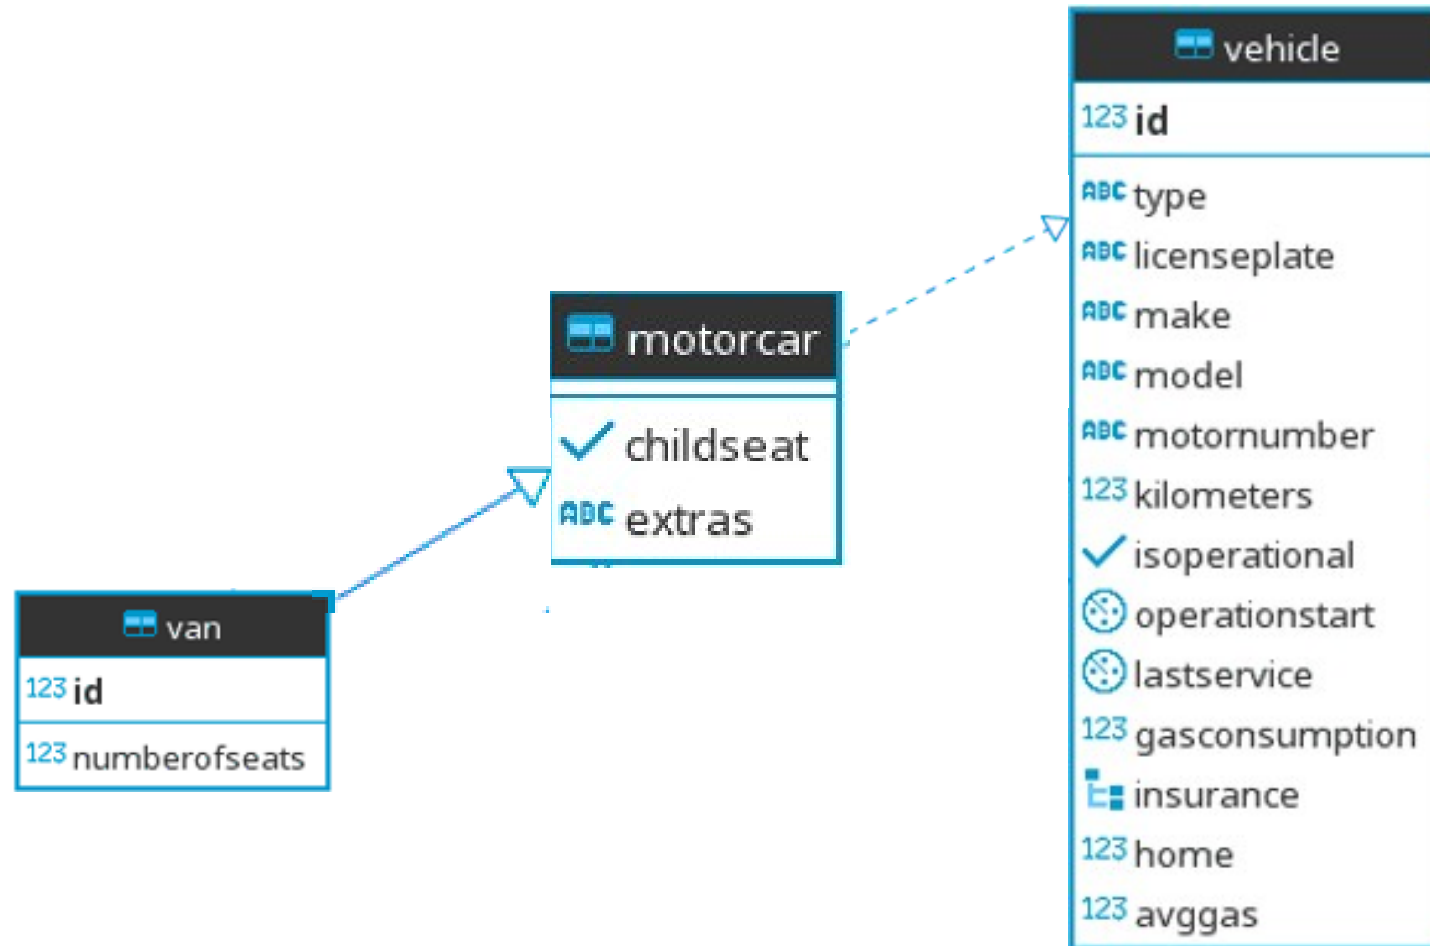 vehicle
123 id
ABC type
ABC licenseplate
ABC make
ABC model
ABC motornumber
123 kilometers
isoperational
operationstart
lastservice
123 gasconsumption
insurance
123 home
123 avggas
motorcar
childseat
ABC extras
van
123 id
123 numberofseats